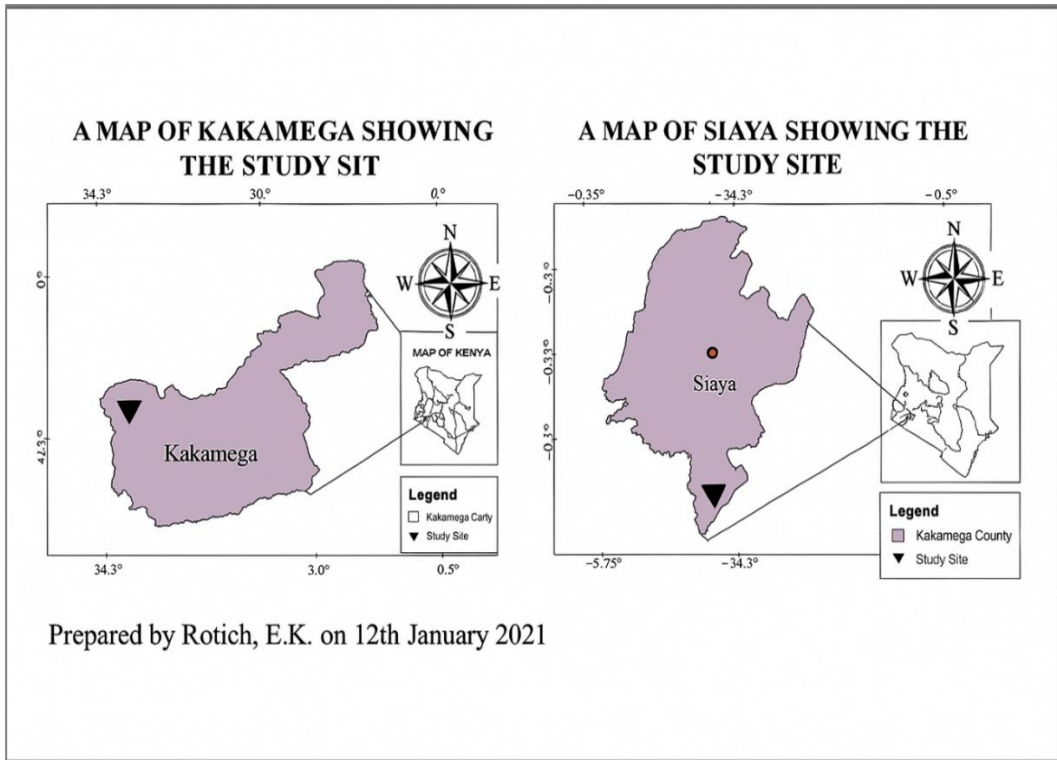 A MAP OF KAKAMEGA SHOWING
THE STUDY SIT
34.3°
30.°
0.°
0.°
42.3°
N
W
E
S
MAP OF KENYA
Kakamega
Legend
Kakamega Carty
Study Site
34.3°
3.0°
0.5°
A MAP OF SIAYA SHOWING THE
STUDY SITE
−0.35°
−34.3°
−0.5°
−0.3°
−0.33°
N
W
E
S
Siaya
Legend
Kakamega County
Study Site
−5.75°
−34.3°
Prepared by Rotich, E.K. on 12th January 2021